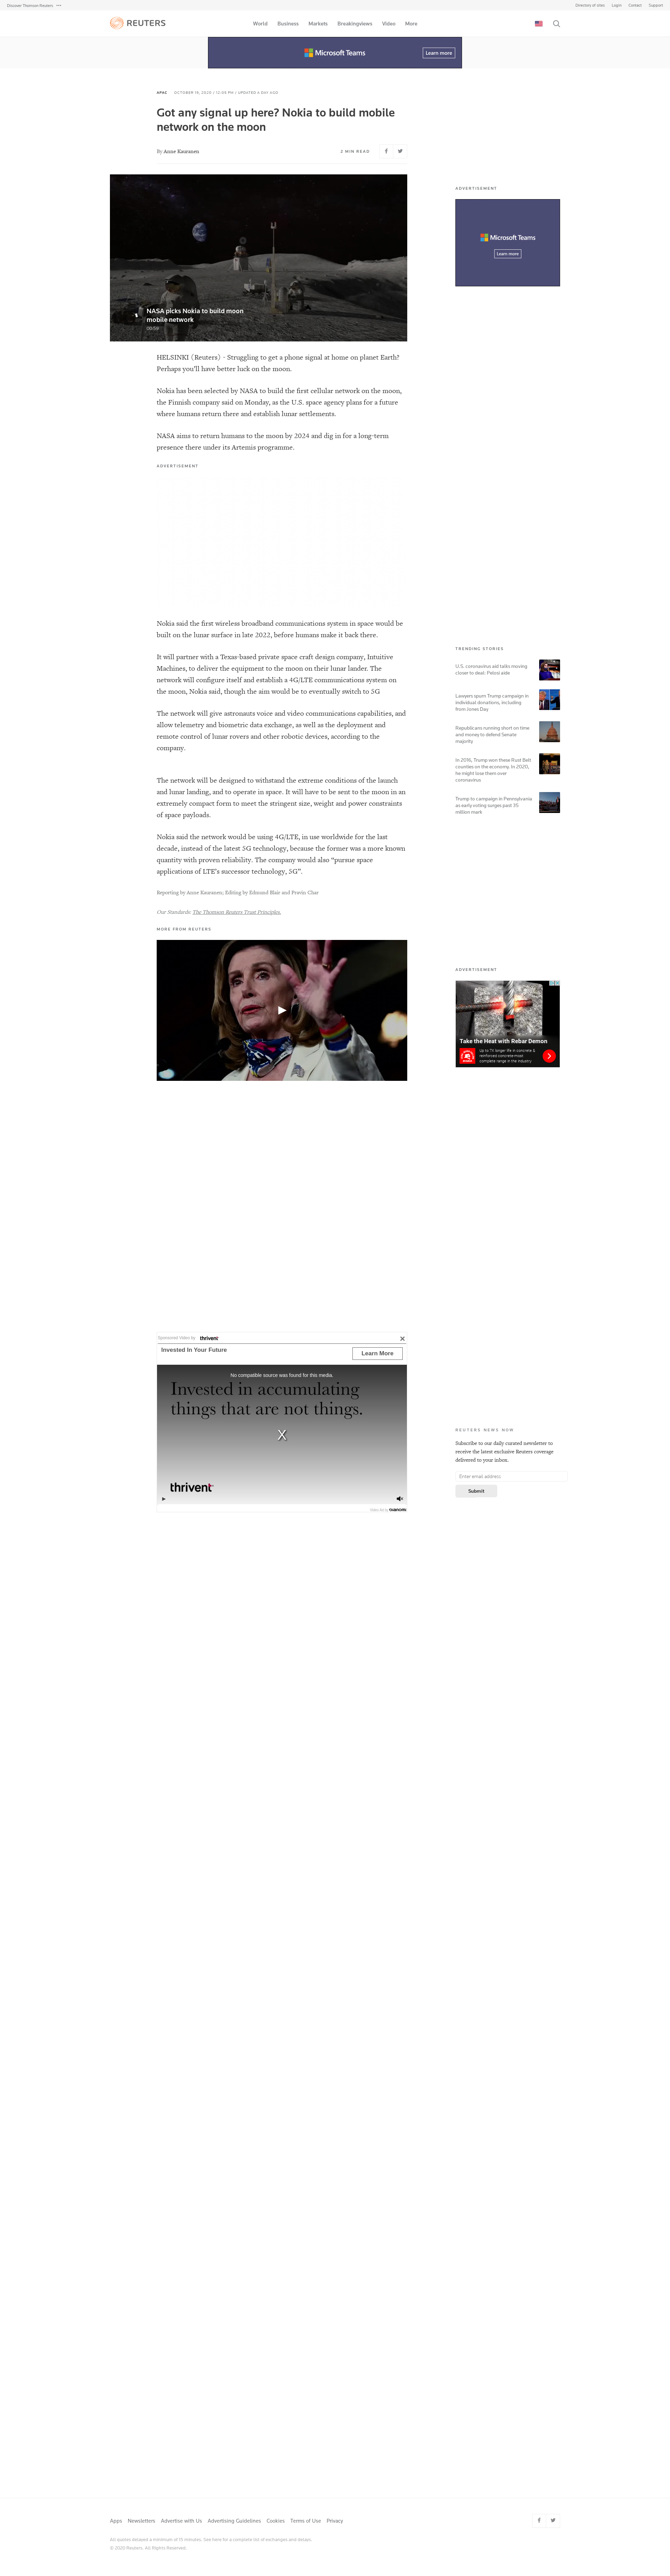 Discover Thomson Reuters
Directory of sites
Login
Contact
Support
REUTERS
World
Business
Markets
Breakingviews
Video
More
Microsoft Teams
Learn more
APAC
OCTOBER 19, 2020 / 12:09 PM / UPDATED A DAY AGO
Got any signal up here? Nokia to build mobile
network on the moon
By Anne Kauranen
2 MIN READ
NASA picks Nokia to build moon
mobile network
HELSINKI (Reuters) - Struggling to get a phone signal at home on planet Earth?
Perhaps you’ll have better luck on the moon.
Nokia has been selected by NASA to build the first cellular network on the moon,
the Finnish company said on Monday, as the U.S. space agency plans for a future
where humans return there and establish lunar settlements.
NASA aims to return humans to the moon by 2024 and dig in for a long-term
presence there under its Artemis programme.
ADVERTISEMENT
Nokia said the first wireless broadband communications system in space would be
built on the lunar surface in late 2022, before humans make it back there.
It will partner with a Texas-based private space craft design company, Intuitive
Machines, to deliver the equipment to the moon on their lunar lander. The
network will configure itself and establish a 4G/LTE communications system on
the moon, Nokia said, though the aim would be to eventually switch to 5G
The network will give astronauts voice and video communications capabilities, and
allow telemetry and biometric data exchange, as well as the deployment and
remote control of lunar rovers and other robotic devices, according to the
company.
The network will be designed to withstand the extreme conditions of the launch
and lunar landing, and to operate in space. It will have to be sent to the moon in an
extremely compact form to meet the stringent size, weight and power constraints
of space payloads.
Nokia said the network would be using 4G/LTE, in use worldwide for the last
decade, instead of the latest 5G technology, because the former was a more known
quantity with proven reliability. The company would also “pursue space
applications of LTE’s successor technology, 5G”.
Reporting by Anne Kauranen; Editing by Edmund Blair and Pravin Char
Our Standards: The Thomson Reuters Trust Principles.
MORE FROM REUTERS
Sponsored Video by
thrivent
Invested In Your Future
Learn More
No compatible source was found for this media.
Invested in accumulating
things that are not things.
X
thrivent
ADVERTISEMENT
Microsoft Teams
Learn more
TRENDING STORIES
U.S. coronavirus aid talks moving
closer to deal: Pelosi aide
Lawyers spurn Trump campaign in
individual donations, including
from Jones Day
Republicans running short on time
and money to defend Senate
majority
In 2016, Trump won these Rust Belt
counties on the economy. In 2020,
he might lose them over
coronavirus
Trump to campaign in Pennsylvania
as early voting surges past 35
million mark
ADVERTISEMENT
Take the Heat with Rebar Demon
Up to 7X longer life in concrete &
reinforced concrete-most
complete range in the industry
REUTERS NEWS NOW
Subscribe to our daily curated newsletter to
receive the latest exclusive Reuters coverage
delivered to your inbox.
Enter email address
Submit
Apps
Newsletters
Advertise with Us
Advertising Guidelines
Cookies
Terms of Use
Privacy
All quotes delayed a minimum of 15 minutes. See here for a complete list of exchanges and delays.
© 2020 Reuters. All Rights Reserved.